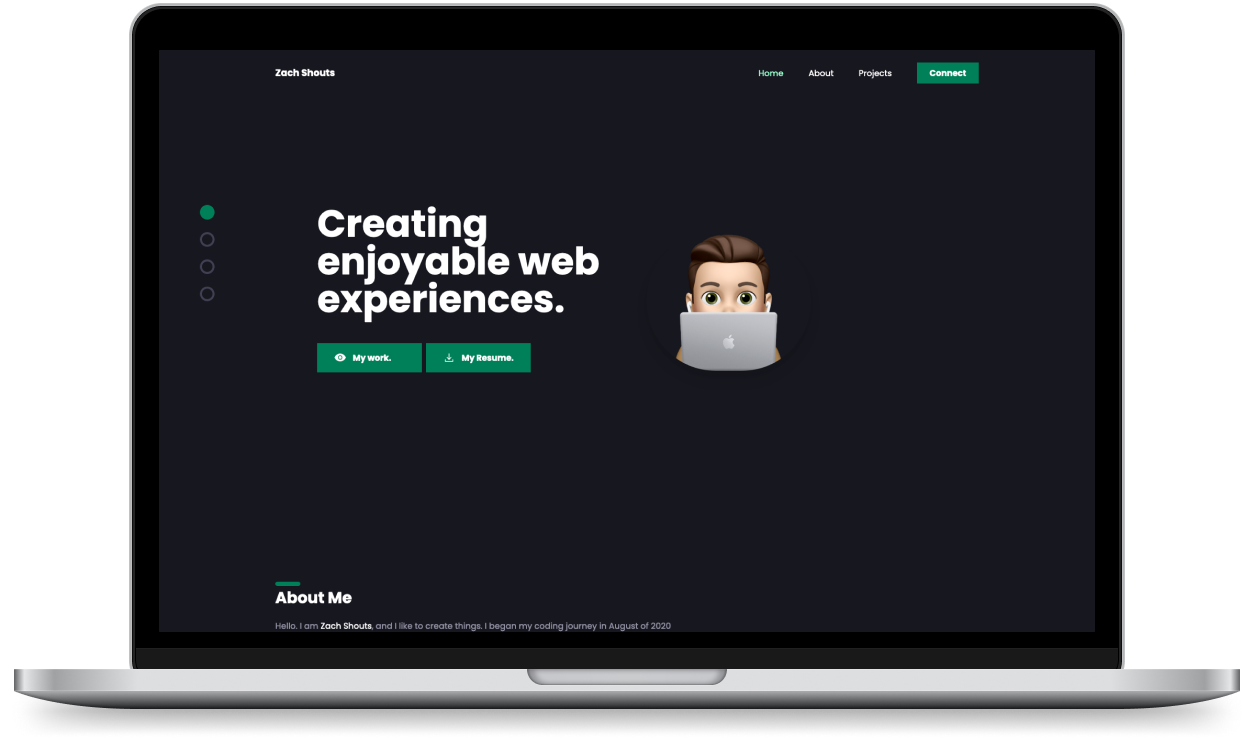 Zach Shouts
Home About Projects Connect
Creating
enjoyable web
experiences.
My work. My Resume.
About Me
Hello. I am Zach Shouts, and I like to create things. I began my coding journey in August of 2020